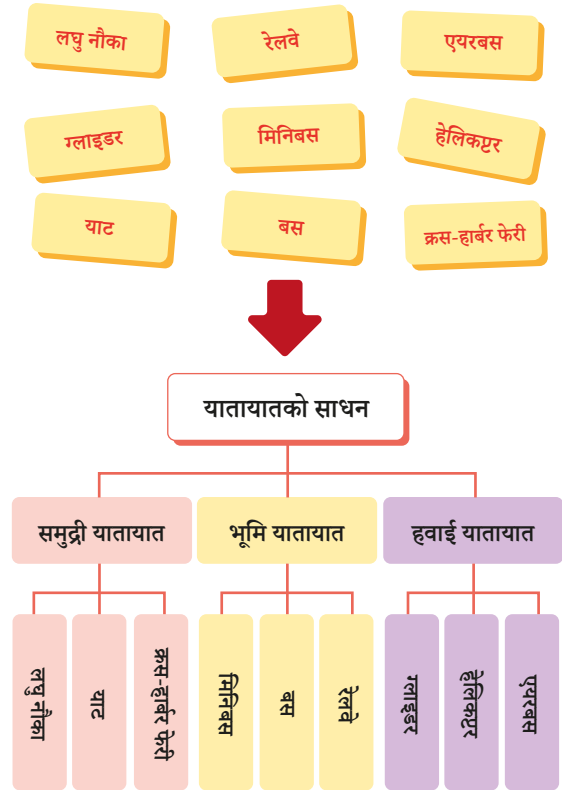 लघु नौका
रेलवे
एयरबस
ग्लाइडर
मिनिबस
हेलिकप्टर
याट
बस
क्रस-हार्बर फेरी
यातायातको साधन
समुद्री यातायात
भूमि यातायात
हवाई यातायात
लघु नौका
याट
क्रस-हार्बर फेरी
मिनिबस
बस
रेलवे
ग्लाइडर
हेलिकप्टर
एयरबस